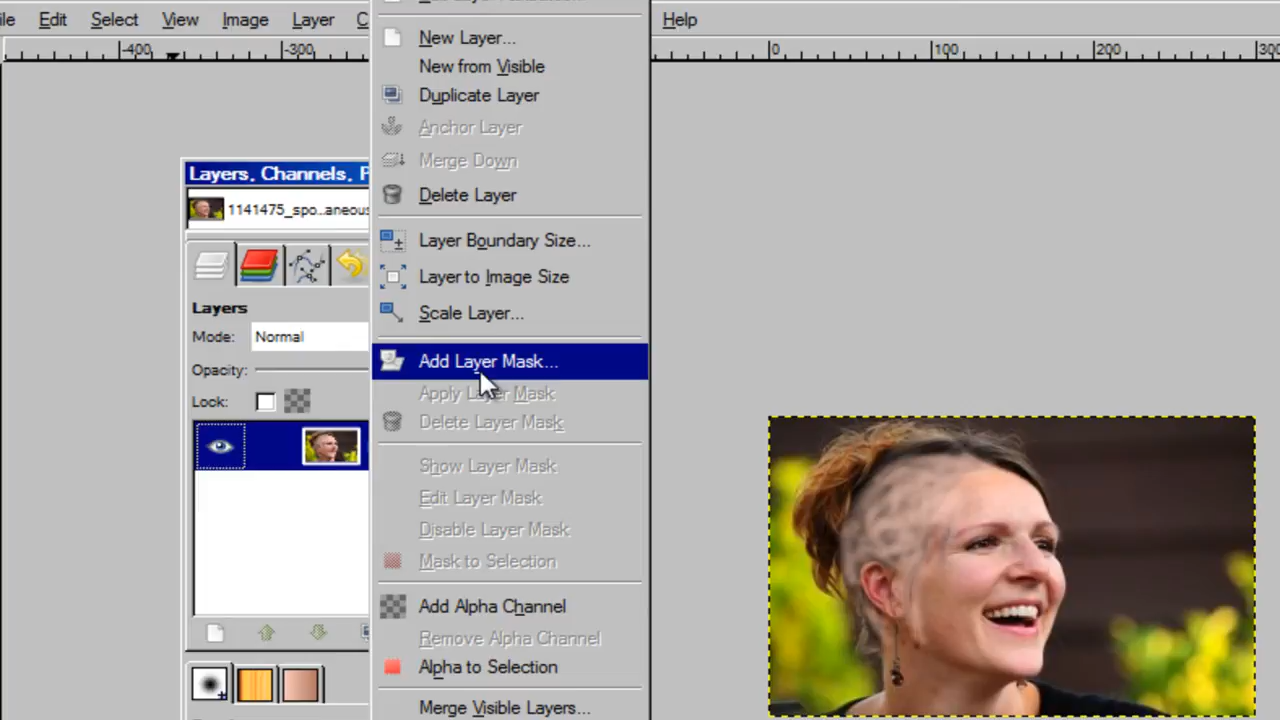 ile Edit Select View Image Layer C Help
-400 -300 0 100 200 300
New Layer...
New from Visible
Duplicate Layer
Anchor Layer
Merge Down
Delete Layer
Layer Boundary Size...
Layer to Image Size
Scale Layer...
Add Layer Mask...
Apply Layer Mask
Delete Layer Mask
Show Layer Mask
Edit Layer Mask
Disable Layer Mask
Mask to Selection
Add Alpha Channel
Remove Alpha Channel
Alpha to Selection
Merge Visible Layers...
Layers, Channels, P
1141475_spo..aneous
Layers
Mode: Normal
Opacity:
Lock: